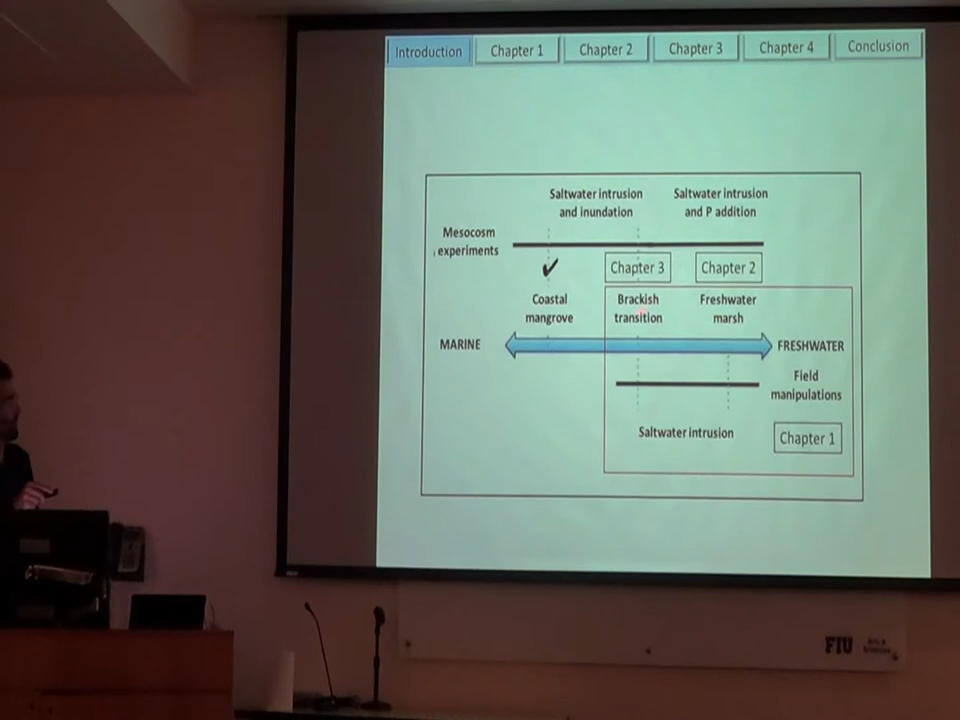 Introduction
Chapter 1
Chapter 2
Chapter 3
Chapter 4
Conclusion
Saltwater intrusion
and inundation
Saltwater intrusion
and P addition
Mesocosm
experiments
✔
Chapter 3
Chapter 2
Coastal
mangrove
Brackish
transition
Freshwater
marsh
MARINE
FRESHWATER
Field
manipulations
Saltwater intrusion
Chapter 1
FIU